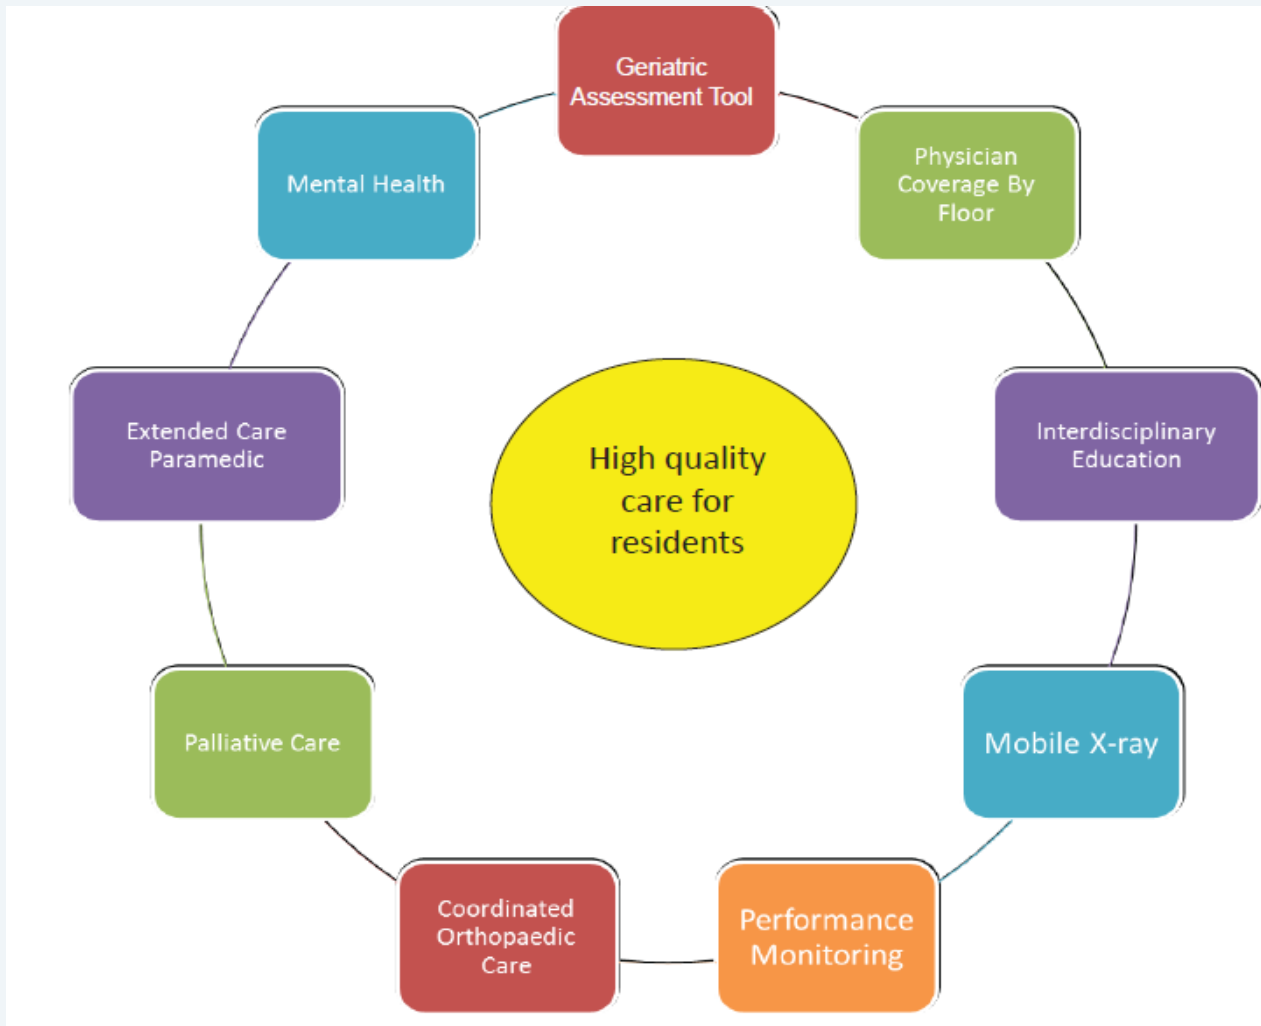 Geriatric
Assessment Tool
Physician
Coverage By
Floor
Interdisciplinary
Education
Mobile X-ray
Performance
Monitoring
Coordinated
Orthopaedic
Care
Palliative Care
Extended Care
Paramedic
Mental Health
High quality
care for
residents